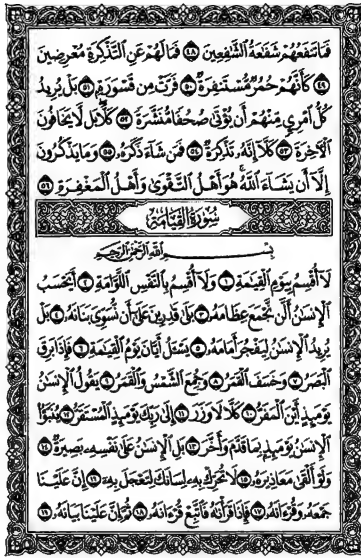 فَمَا تَنفَعُهُمْ شَفَٰعَةُ ٱلشَّٰفِعِينَ ٤٨ فَمَا لَهُمْ عَنِ ٱلتَّذْكِرَةِ مُعْرِضِينَ
٤٩ كَأَنَّهُمْ حُمُرٌ مُّسْتَنفِرَةٌ ٥٠ فَرَّتْ مِن قَسْوَرَةٍۭ ٥١ بَلْ يُرِيدُ
كُلُّ ٱمْرِئٍ مِّنْهُمْ أَن يُؤْتَىٰ صُحُفًا مُّنَشَّرَةً ٥٢ كَلَّا بَل لَّا يَخَافُونَ
ٱلْءَاخِرَةَ ٥٣ كَلَّآ إِنَّهُۥ تَذْكِرَةٌ ٥٤ فَمَن شَآءَ ذَكَرَهُۥ ٥٥ وَمَا يَذْكُرُونَ
إِلَّآ أَن يَشَآءَ ٱللَّهُ هُوَ أَهْلُ ٱلتَّقْوَىٰ وَأَهْلُ ٱلْمَغْفِرَةِ ٥٦
سُورَةُ القِيَامَةِ
بِسْمِ ٱللَّهِ ٱلرَّحْمَٰنِ ٱلرَّحِيمِ
لَآ أُقْسِمُ بِيَوْمِ ٱلْقِيَٰمَةِ ١ وَلَآ أُقْسِمُ بِٱلنَّفْسِ ٱللَّوَّامَةِ ٢ أَيَحْسَبُ
ٱلْإِنسَٰنُ أَلَّن نَّجْمَعَ عِظَامَهُۥ ٣ بَلَىٰ قَٰدِرِينَ عَلَىٰٓ أَن نُّسَوِّىَ بَنَانَهُۥ ٤ بَلْ
يُرِيدُ ٱلْإِنسَٰنُ لِيَفْجُرَ أَمَامَهُۥ ٥ يَسْـَٔلُ أَيَّانَ يَوْمُ ٱلْقِيَٰمَةِ ٦ فَإِذَا بَرِقَ
ٱلْبَصَرُ ٧ وَخَسَفَ ٱلْقَمَرُ ٨ وَجُمِعَ ٱلشَّمْسُ وَٱلْقَمَرُ ٩ يَقُولُ ٱلْإِنسَٰنُ
يَوْمَئِذٍ أَيْنَ ٱلْمَفَرُّ ١٠ كَلَّا لَا وَزَرَ ١١ إِلَىٰ رَبِّكَ يَوْمَئِذٍ ٱلْمُسْتَقَرُّ ١٢ يُنَبَّؤُا۟
ٱلْإِنسَٰنُ يَوْمَئِذٍۭ بِمَا قَدَّمَ وَأَخَّرَ ١٣ بَلِ ٱلْإِنسَٰنُ عَلَىٰ نَفْسِهِۦ بَصِيرَةٌ ١٤
وَلَوْ أَلْقَىٰ مَعَاذِيرَهُۥ ١٥ لَا تُحَرِّكْ بِهِۦ لِسَانَكَ لِتَعْجَلَ بِهِۦٓ ١٦ إِنَّ عَلَيْنَا
جَمْعَهُۥ وَقُرْءَانَهُۥ ١٧ فَإِذَا قَرَأْنَٰهُ فَٱتَّبِعْ قُرْءَانَهُۥ ١٨ ثُمَّ إِنَّ عَلَيْنَا بَيَانَهُۥ ١٩